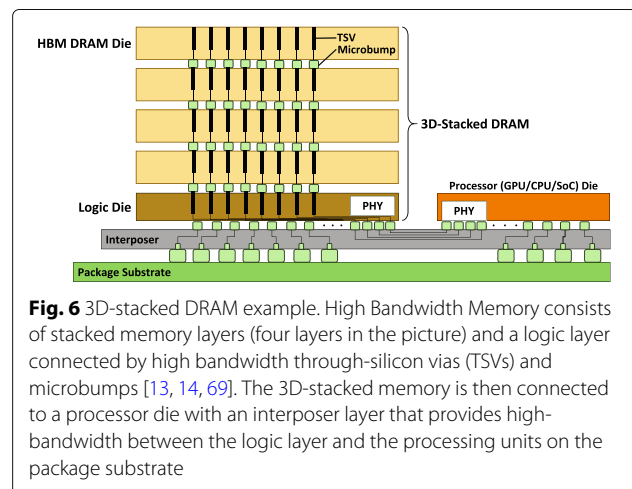 HBM DRAM Die
TSV
Microbump
3D-Stacked DRAM
Logic Die
PHY
Processor (GPU/CPU/SoC) Die
PHY
Interposer
Package Substrate
Fig. 6 3D-stacked DRAM example. High Bandwidth Memory consists
of stacked memory layers (four layers in the picture) and a logic layer
connected by high bandwidth through-silicon vias (TSVs) and
microbumps [13, 14, 69]. The 3D-stacked memory is then connected
to a processor die with an interposer layer that provides high-
bandwidth between the logic layer and the processing units on the
package substrate